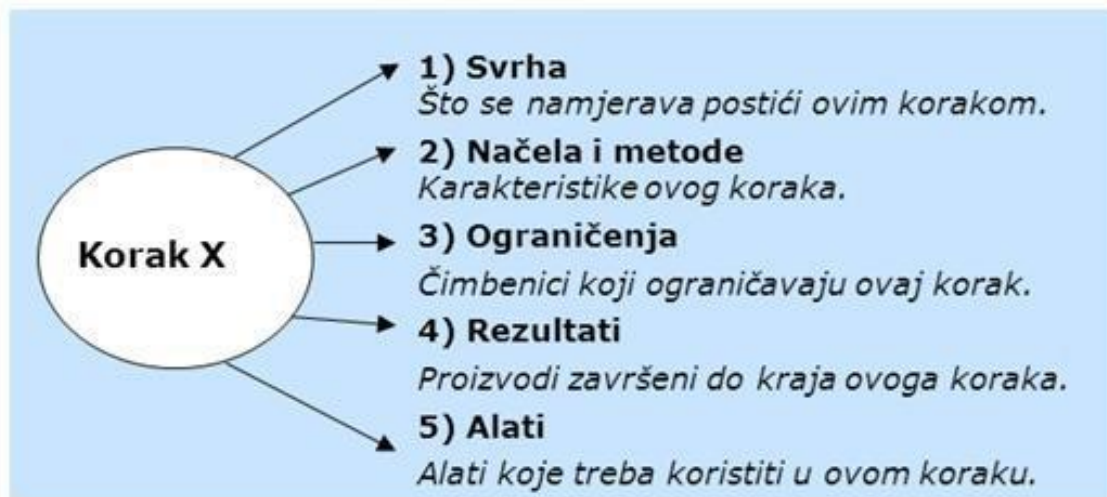 1) Svrha
Što se namjerava postići ovim korakom.
2) Načela i metode
Karakteristike ovog koraka.
Korak X
3) Ograničenja
Čimbenici koji ograničavaju ovaj korak.
4) Rezultati
Proizvodi završeni do kraja ovoga koraka.
5) Alati
Alati koje treba koristiti u ovom koraku.